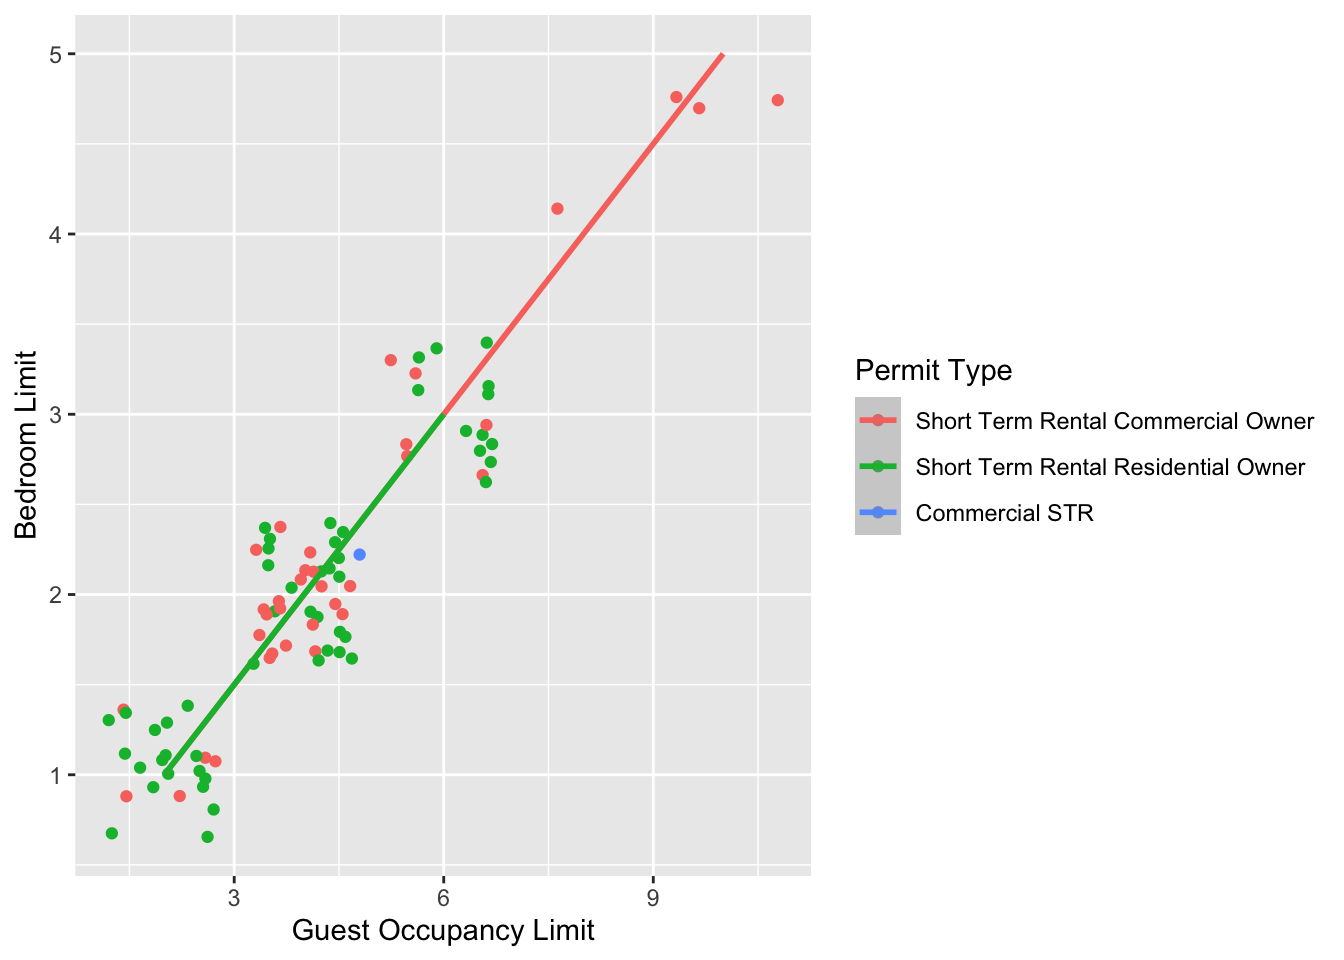 5
4
3
2
1
Bedroom Limit
3 6 9
Guest Occupancy Limit
Permit Type
Short Term Rental Commercial Owner
Short Term Rental Residential Owner
Commercial STR